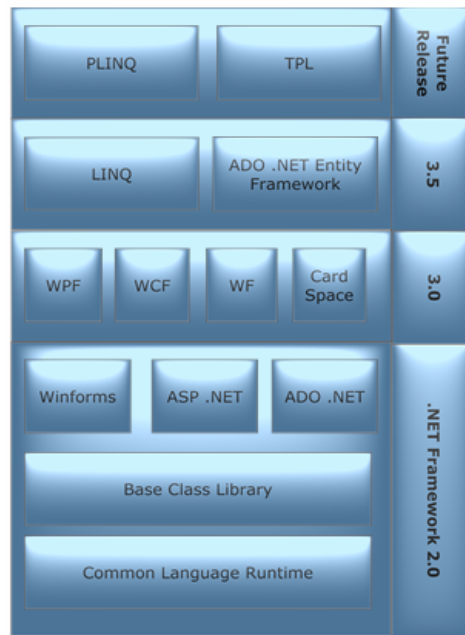 PLINQ
TPL
Future
Release
LINQ
ADO .NET Entity
Framework
3.5
WPF
WCF
WF
Card
Space
3.0
Winforms
ASP .NET
ADO .NET
Base Class Library
Common Language Runtime
.NET Framework 2.0